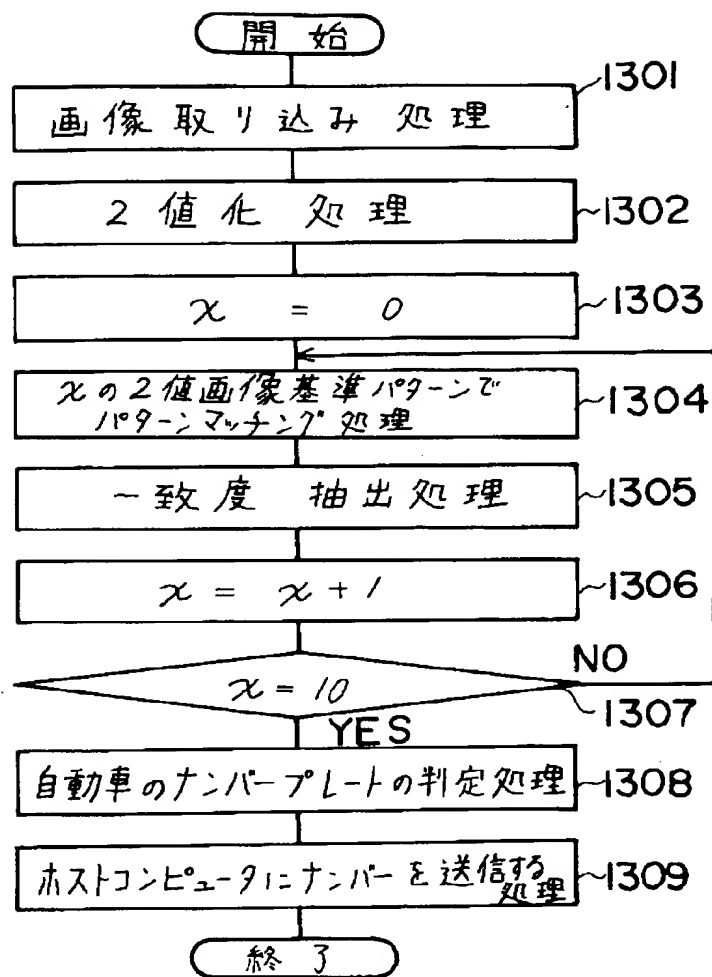 開始
画像取り込み処理
1301
2値化処理
1302
x = 0
1303
xの2値画像基準パターンで
パターンマッチング処理
1304
一致度 抽出処理
1305
x = x+1
1306
x=10
NO
1307
YES
自動車のナンバープレートの判定処理
1308
ホストコンピュータにナンバーを送信する
処理
1309
終了